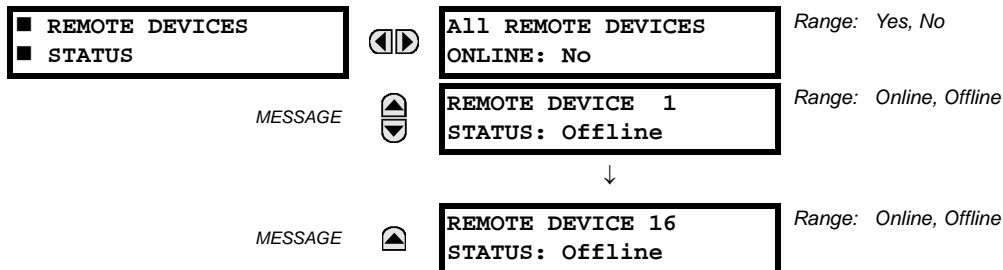 ■ REMOTE DEVICES
■ STATUS
All REMOTE DEVICES
ONLINE: No
Range: Yes, No
MESSAGE
REMOTE DEVICE 1
STATUS: Offline
Range: Online, Offline
↓
MESSAGE
REMOTE DEVICE 16
STATUS: Offline
Range: Online, Offline